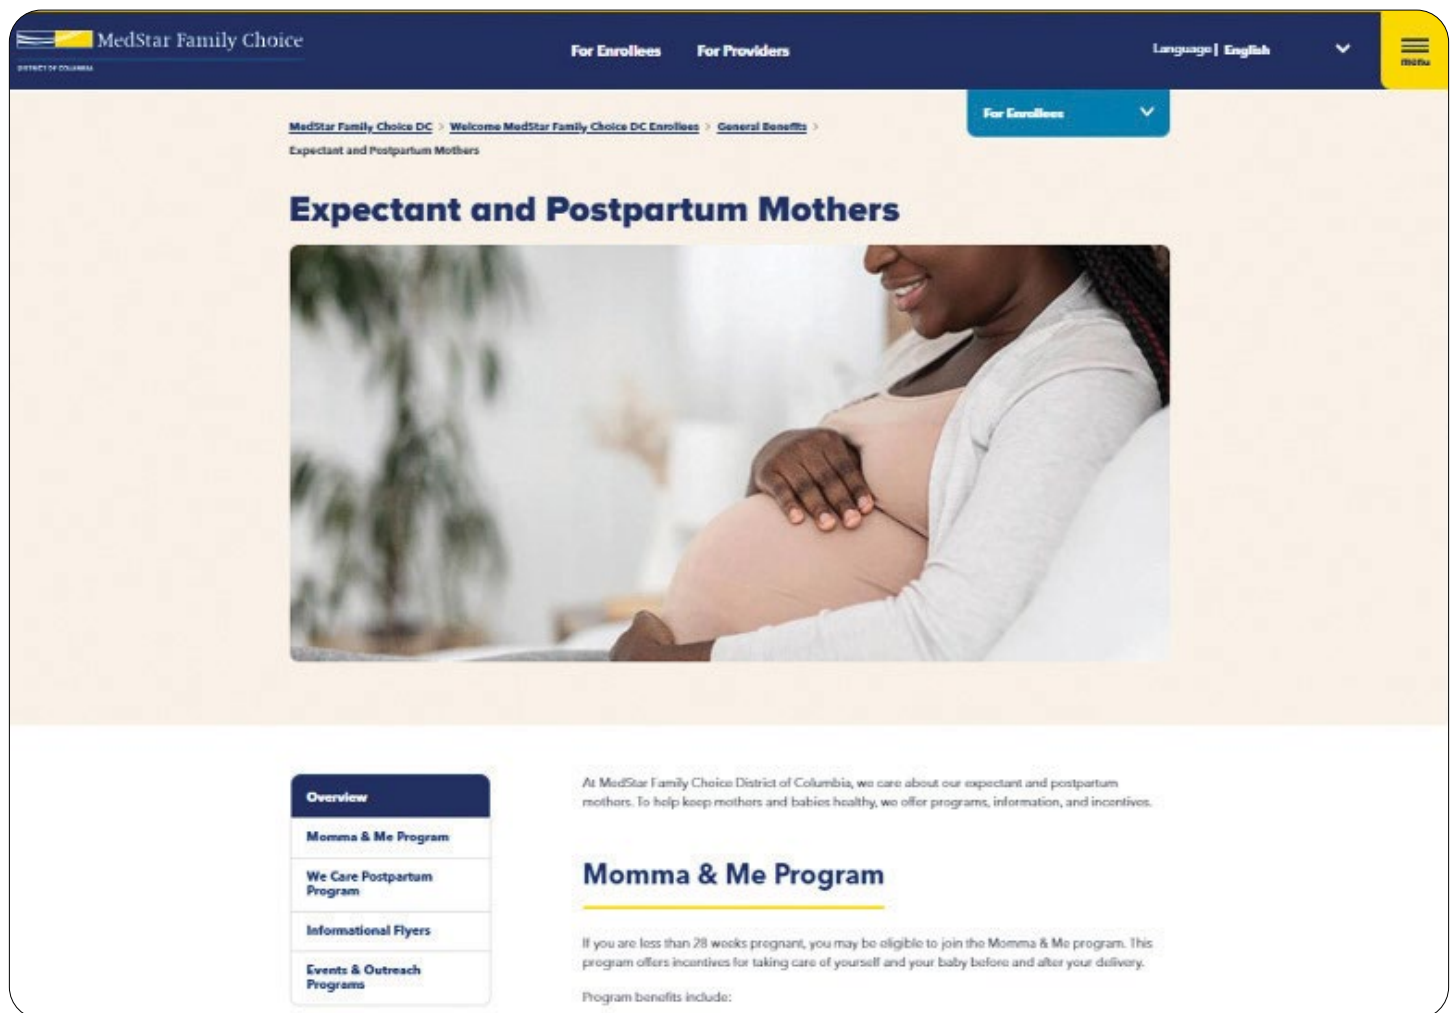 MedStar Family Choice
DISTRICT OF COLUMBIA
For Enrollees
For Providers
Language | English
menu
For Enrollees
MedStar Family Choice DC > Welcome MedStar Family Choice DC Enrollees > General Benefits >
Expectant and Postpartum Mothers
Expectant and Postpartum Mothers
Overview
Momma & Me Program
We Care Postpartum
Program
Informational Flyers
Events & Outreach
Programs
At MedStar Family Choice District of Columbia, we care about our expectant and postpartum
mothers. To help keep mothers and babies healthy, we offer programs, information, and incentives.
Momma & Me Program
If you are less than 28 weeks pregnant, you may be eligible to join the Momma & Me program. This
program offers incentives for taking care of yourself and your baby before and after your delivery.
Program benefits include: